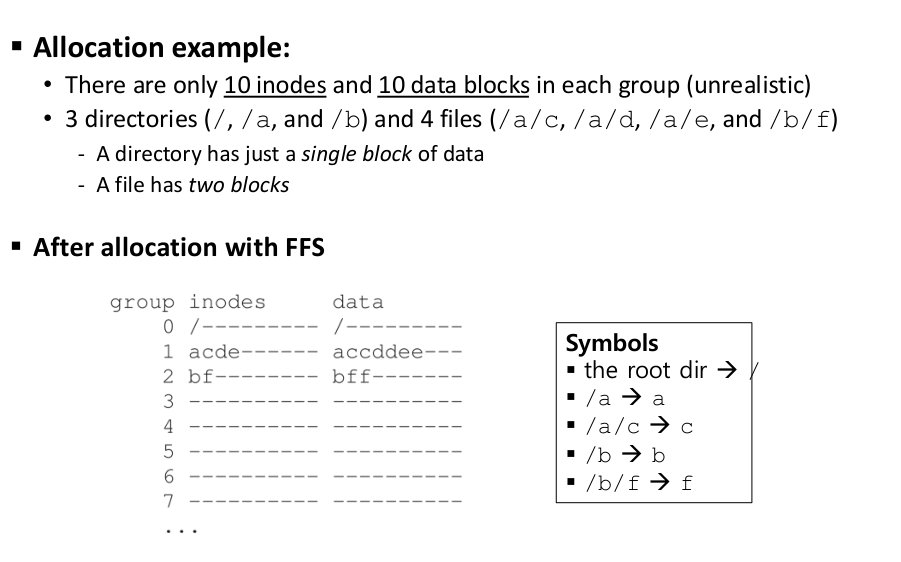 ▪ Allocation example:
• There are only 10 inodes and 10 data blocks in each group (unrealistic)
• 3 directories (/, /a, and /b) and 4 files (/a/c, /a/d, /a/e, and /b/f)
- A directory has just a single block of data
- A file has two blocks
▪ After allocation with FFS
group inodes data
0 /--------- /---------
1 acde------ accddee---
2 bf-------- bff-------
3 ---------- ----------
4 ---------- ----------
5 ---------- ----------
6 ---------- ----------
7 ---------- ----------
...
Symbols
▪ the root dir → /
▪ /a → a
▪ /a/c → c
▪ /b → b
▪ /b/f → f